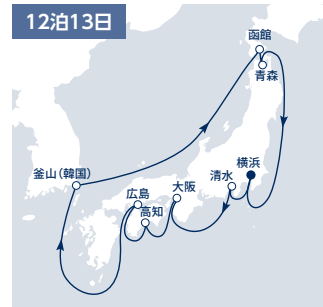 12泊13日
函館
青森
横浜
清水
大阪
広島
高知
釜山(韓国)